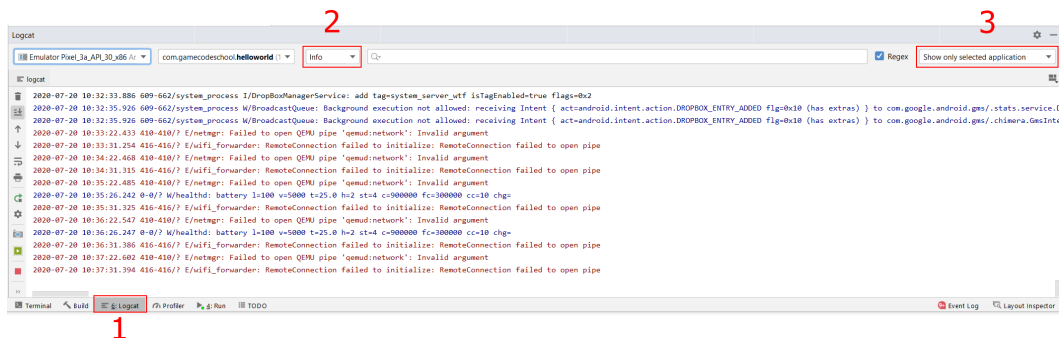 2
3
Logcat
Emulator Pixel_3a_API_30_x86 Ar com.gamecodeschool.helloworld (1 Info Regex Show only selected application
logcat
2020-07-20 10:32:33.886 609-662/system_process I/DropBoxManagerService: add tag=system_server_wtf isTagEnabled=true flags=0x2
2020-07-20 10:32:35.926 609-662/system_process W/BroadcastQueue: Background execution not allowed: receiving Intent { act=android.intent.action.DROPBOX_ENTRY_ADDED flg=0x10 (has extras) } to com.google.android.gms/.stats.service.D
2020-07-20 10:32:35.926 609-662/system_process W/BroadcastQueue: Background execution not allowed: receiving Intent { act=android.intent.action.DROPBOX_ENTRY_ADDED flg=0x10 (has extras) } to com.google.android.gms/.chimera.GmsInte
2020-07-20 10:33:22.433 410-410/? E/netmgr: Failed to open QEMU pipe 'qemud:network': Invalid argument
2020-07-20 10:33:31.254 416-416/? E/wifi_forwarder: RemoteConnection failed to initialize: RemoteConnection failed to open pipe
2020-07-20 10:34:22.468 410-410/? E/netmgr: Failed to open QEMU pipe 'qemud:network': Invalid argument
2020-07-20 10:34:31.315 416-416/? E/wifi_forwarder: RemoteConnection failed to initialize: RemoteConnection failed to open pipe
2020-07-20 10:35:22.485 410-410/? E/netmgr: Failed to open QEMU pipe 'qemud:network': Invalid argument
2020-07-20 10:35:26.242 0-0/? W/healthd: battery l=100 v=5000 t=25.0 h=2 st=4 c=900000 fc=300000 cc=10 chg=
2020-07-20 10:35:31.325 416-416/? E/wifi_forwarder: RemoteConnection failed to initialize: RemoteConnection failed to open pipe
2020-07-20 10:36:22.547 410-410/? E/netmgr: Failed to open QEMU pipe 'qemud:network': Invalid argument
2020-07-20 10:36:26.247 0-0/? W/healthd: battery l=100 v=5000 t=25.0 h=2 st=4 c=900000 fc=300000 cc=10 chg=
2020-07-20 10:36:31.386 416-416/? E/wifi_forwarder: RemoteConnection failed to initialize: RemoteConnection failed to open pipe
2020-07-20 10:37:22.602 410-410/? E/netmgr: Failed to open QEMU pipe 'qemud:network': Invalid argument
2020-07-20 10:37:31.394 416-416/? E/wifi_forwarder: RemoteConnection failed to initialize: RemoteConnection failed to open pipe
Terminal Build 6: Logcat Profiler 4: Run TODO Event Log Layout Inspector
1